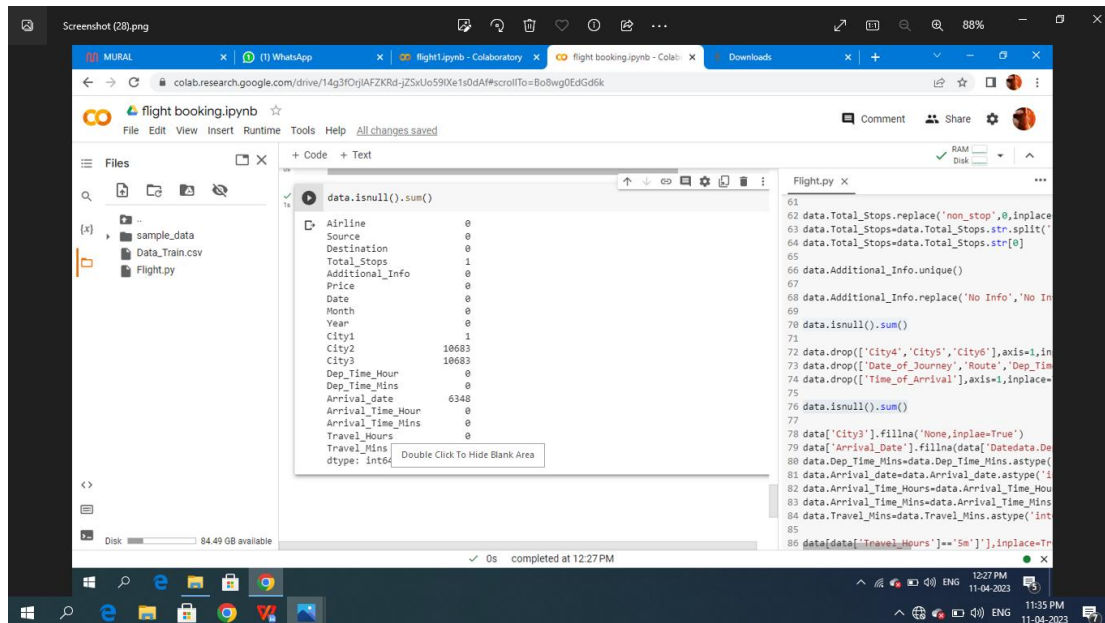 Screenshot (28).png
88%
MURAL
(1) WhatsApp
flight1.ipynb - Colaboratory
flight booking.ipynb - Colab
Downloads
colab.research.google.com/drive/14g3fOrjlAFZKRd-jZSxUo59IXe1s0dAf#scrollTo=Bo8wg0EdGd6k
flight booking.ipynb
File Edit View Insert Runtime Tools Help All changes saved
Comment
Share
Files
+ Code + Text
RAM
Disk
..
sample_data
Data_Train.csv
Flight.py
{x}
1s
data.isnull().sum()
Airline 0
Source 0
Destination 0
Total_Stops 1
Additional_Info 0
Price 0
Date 0
Month 0
Year 0
City1 1
City2 10683
City3 10683
Dep_Time_Hour 0
Dep_Time_Mins 0
Arrival_date 6348
Arrival_Time_Hour 0
Arrival_Time_Mins 0
Travel_Hours 0
Travel_Mins
dtype: int64
Double Click To Hide Blank Area
Flight.py
61
62 data.Total_Stops.replace('non_stop',0,inplace
63 data.Total_Stops=data.Total_Stops.str.split('
64 data.Total_Stops=data.Total_Stops.str[0]
65
66 data.Additional_Info.unique()
67
68 data.Additional_Info.replace('No Info','No In
69
70 data.isnull().sum()
71
72 data.drop(['City4','City5','City6'],axis=1,in
73 data.drop(['Date_of_Journey','Route','Dep_Tim
74 data.drop(['Time_of_Arrival'],axis=1,inplace=
75
76 data.isnull().sum()
77
78 data['City3'].fillna('None,inplae=True')
79 data['Arrival_Date'].fillna(data['Datedata.De
80 data.Dep_Time_Mins=data.Dep_Time_Mins.astype(
81 data.Arrival_date=data.Arrival_date.astype('i
82 data.Arrival_Time_Hours=data.Arrival_Time_Hou
83 data.Arrival_Time_Mins=data.Arrival_Time_Mins
84 data.Travel_Mins=data.Travel_Mins.astype('int
85
86 data[data['Travel_Hours']=='5m']'],inplace=Tr
Disk
84.49 GB available
0s completed at 12:27 PM
ENG
12:27 PM
11-04-2023
5
ENG
11:35 PM
11-04-2023
7